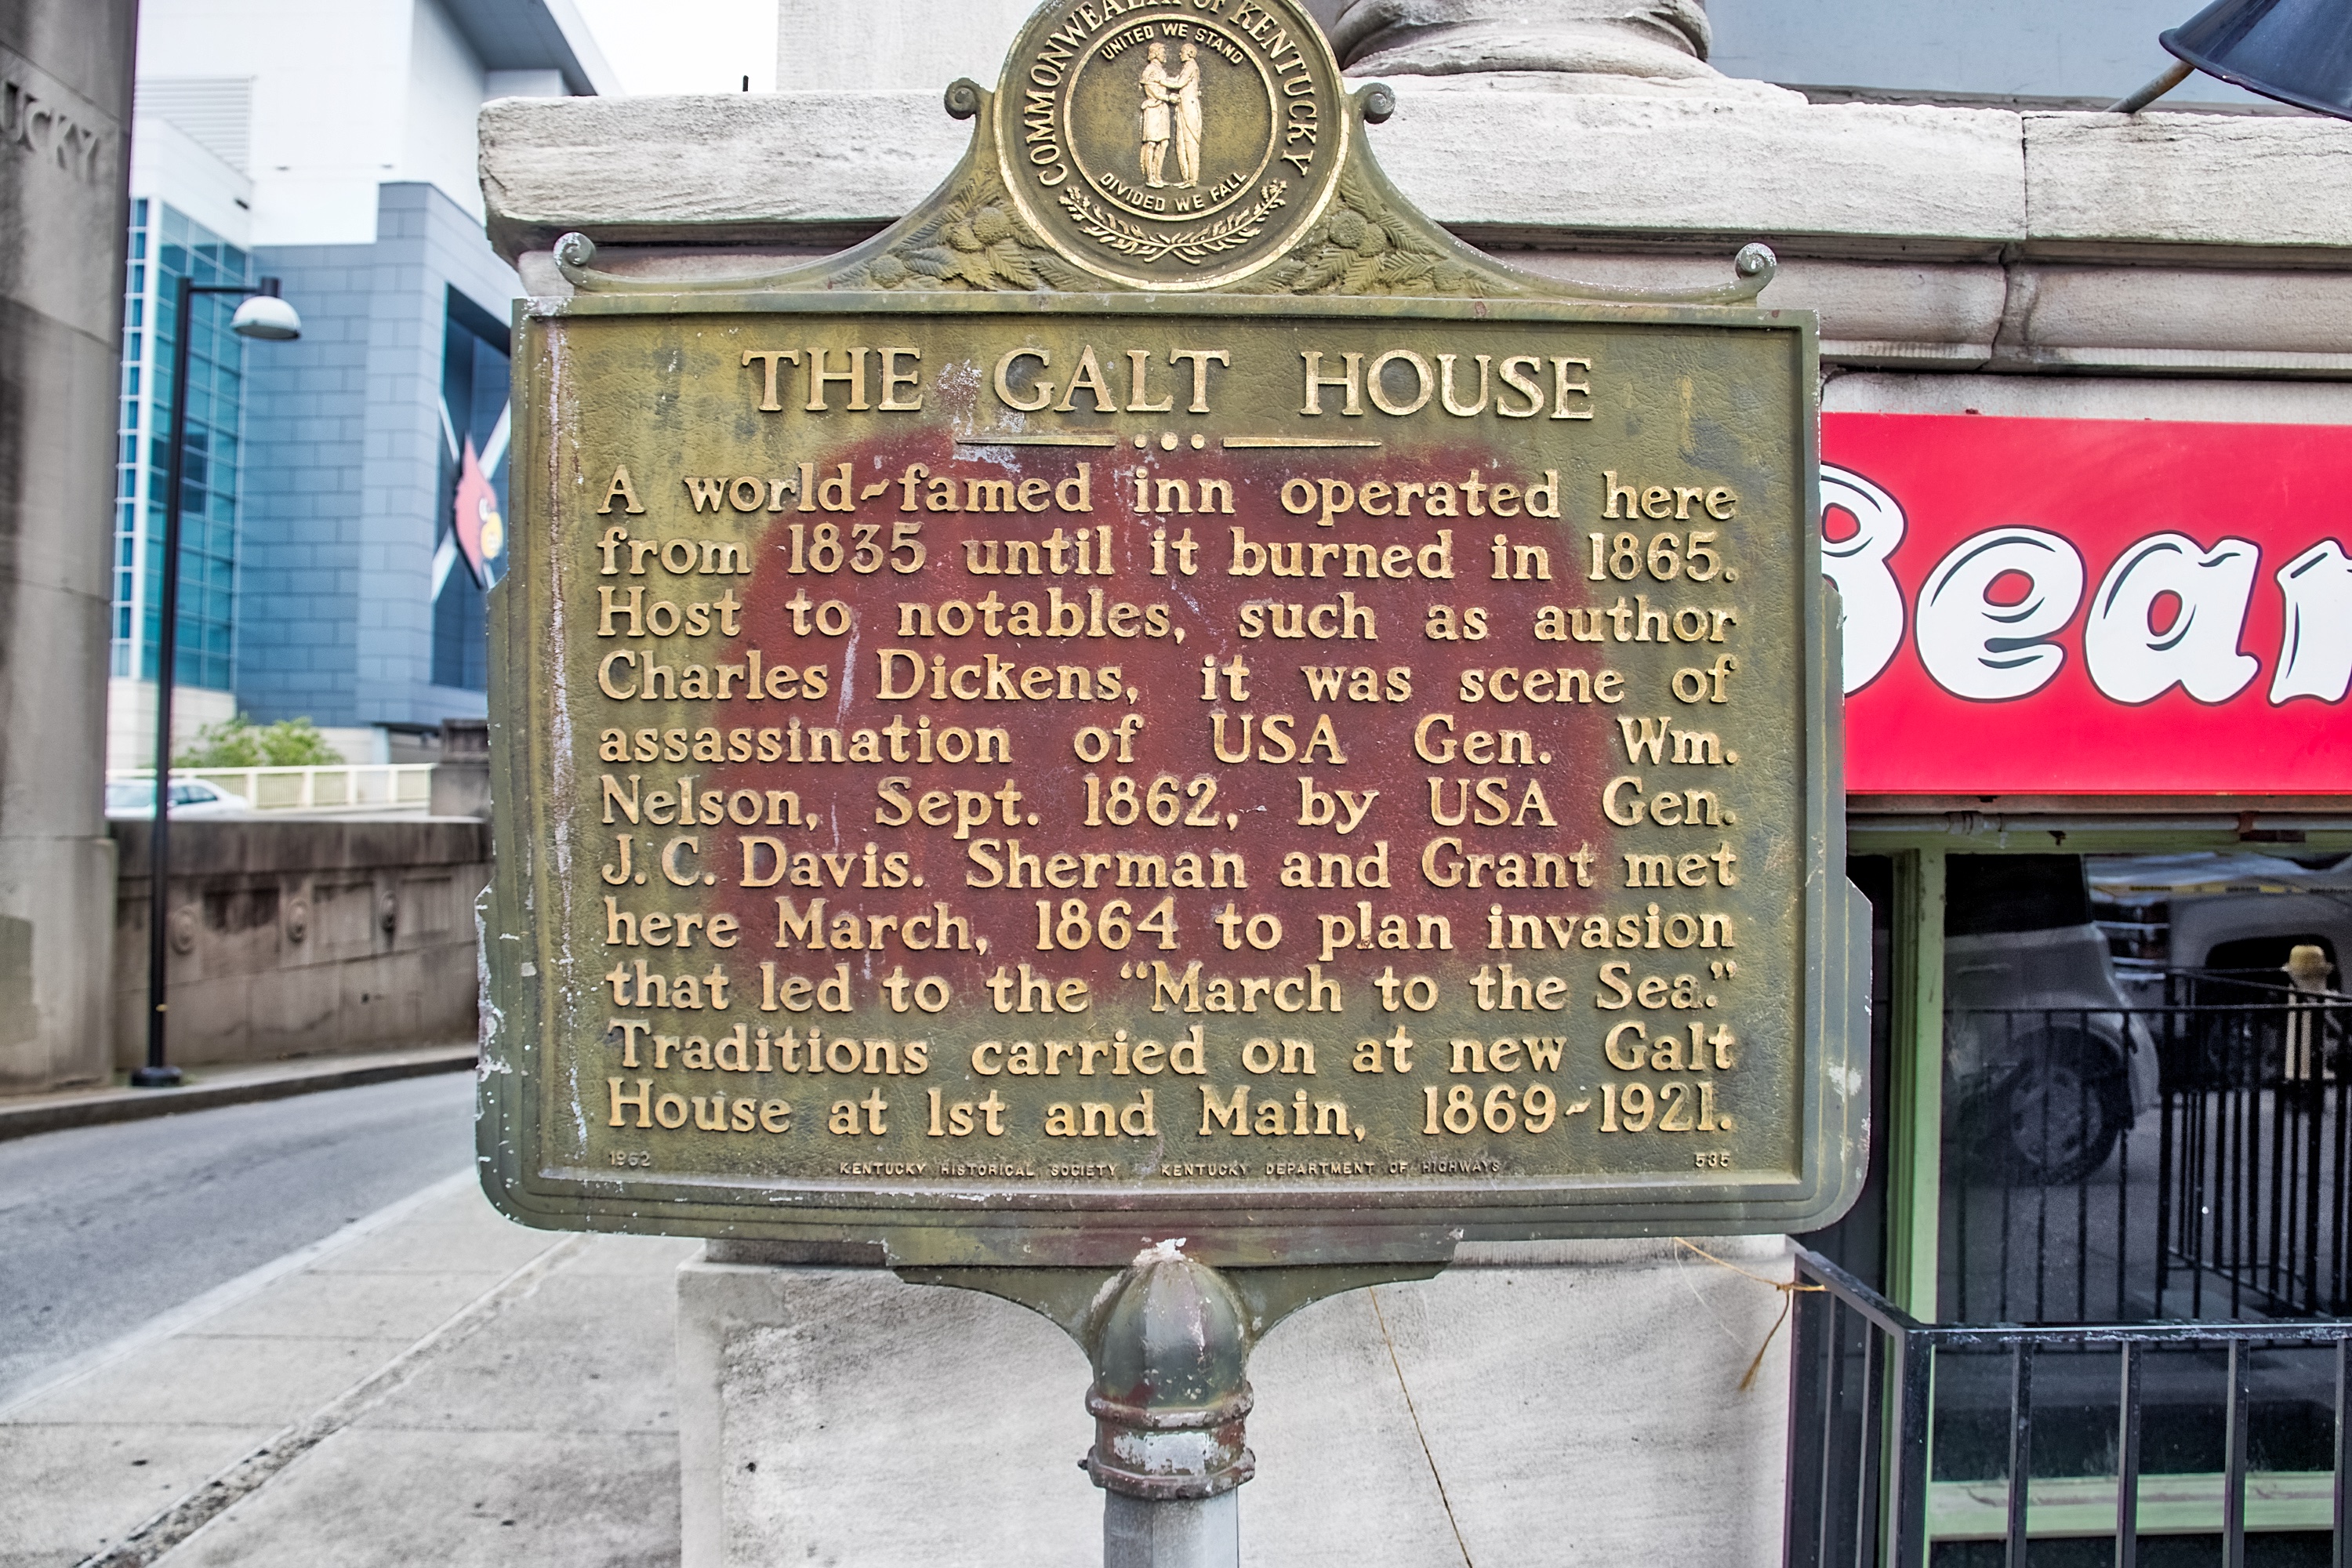 COMMONWEALTH OF KENTUCKY
UNITED WE STAND
DIVIDED WE FALL
UCKY
THE GALT HOUSE
A world-famed inn operated here
from 1835 until it burned in 1865.
Host to notables, such as author
Charles Dickens, it was scene of
assassination of USA Gen. Wm.
Nelson, Sept. 1862, by USA Gen.
J. C. Davis. Sherman and Grant met
here March, 1864 to plan invasion
that led to the "March to the Sea."
Traditions carried on at new Galt
House at 1st and Main, 1869-1921.
1962 KENTUCKY HISTORICAL SOCIETY KENTUCKY DEPARTMENT OF HIGHWAYS 535